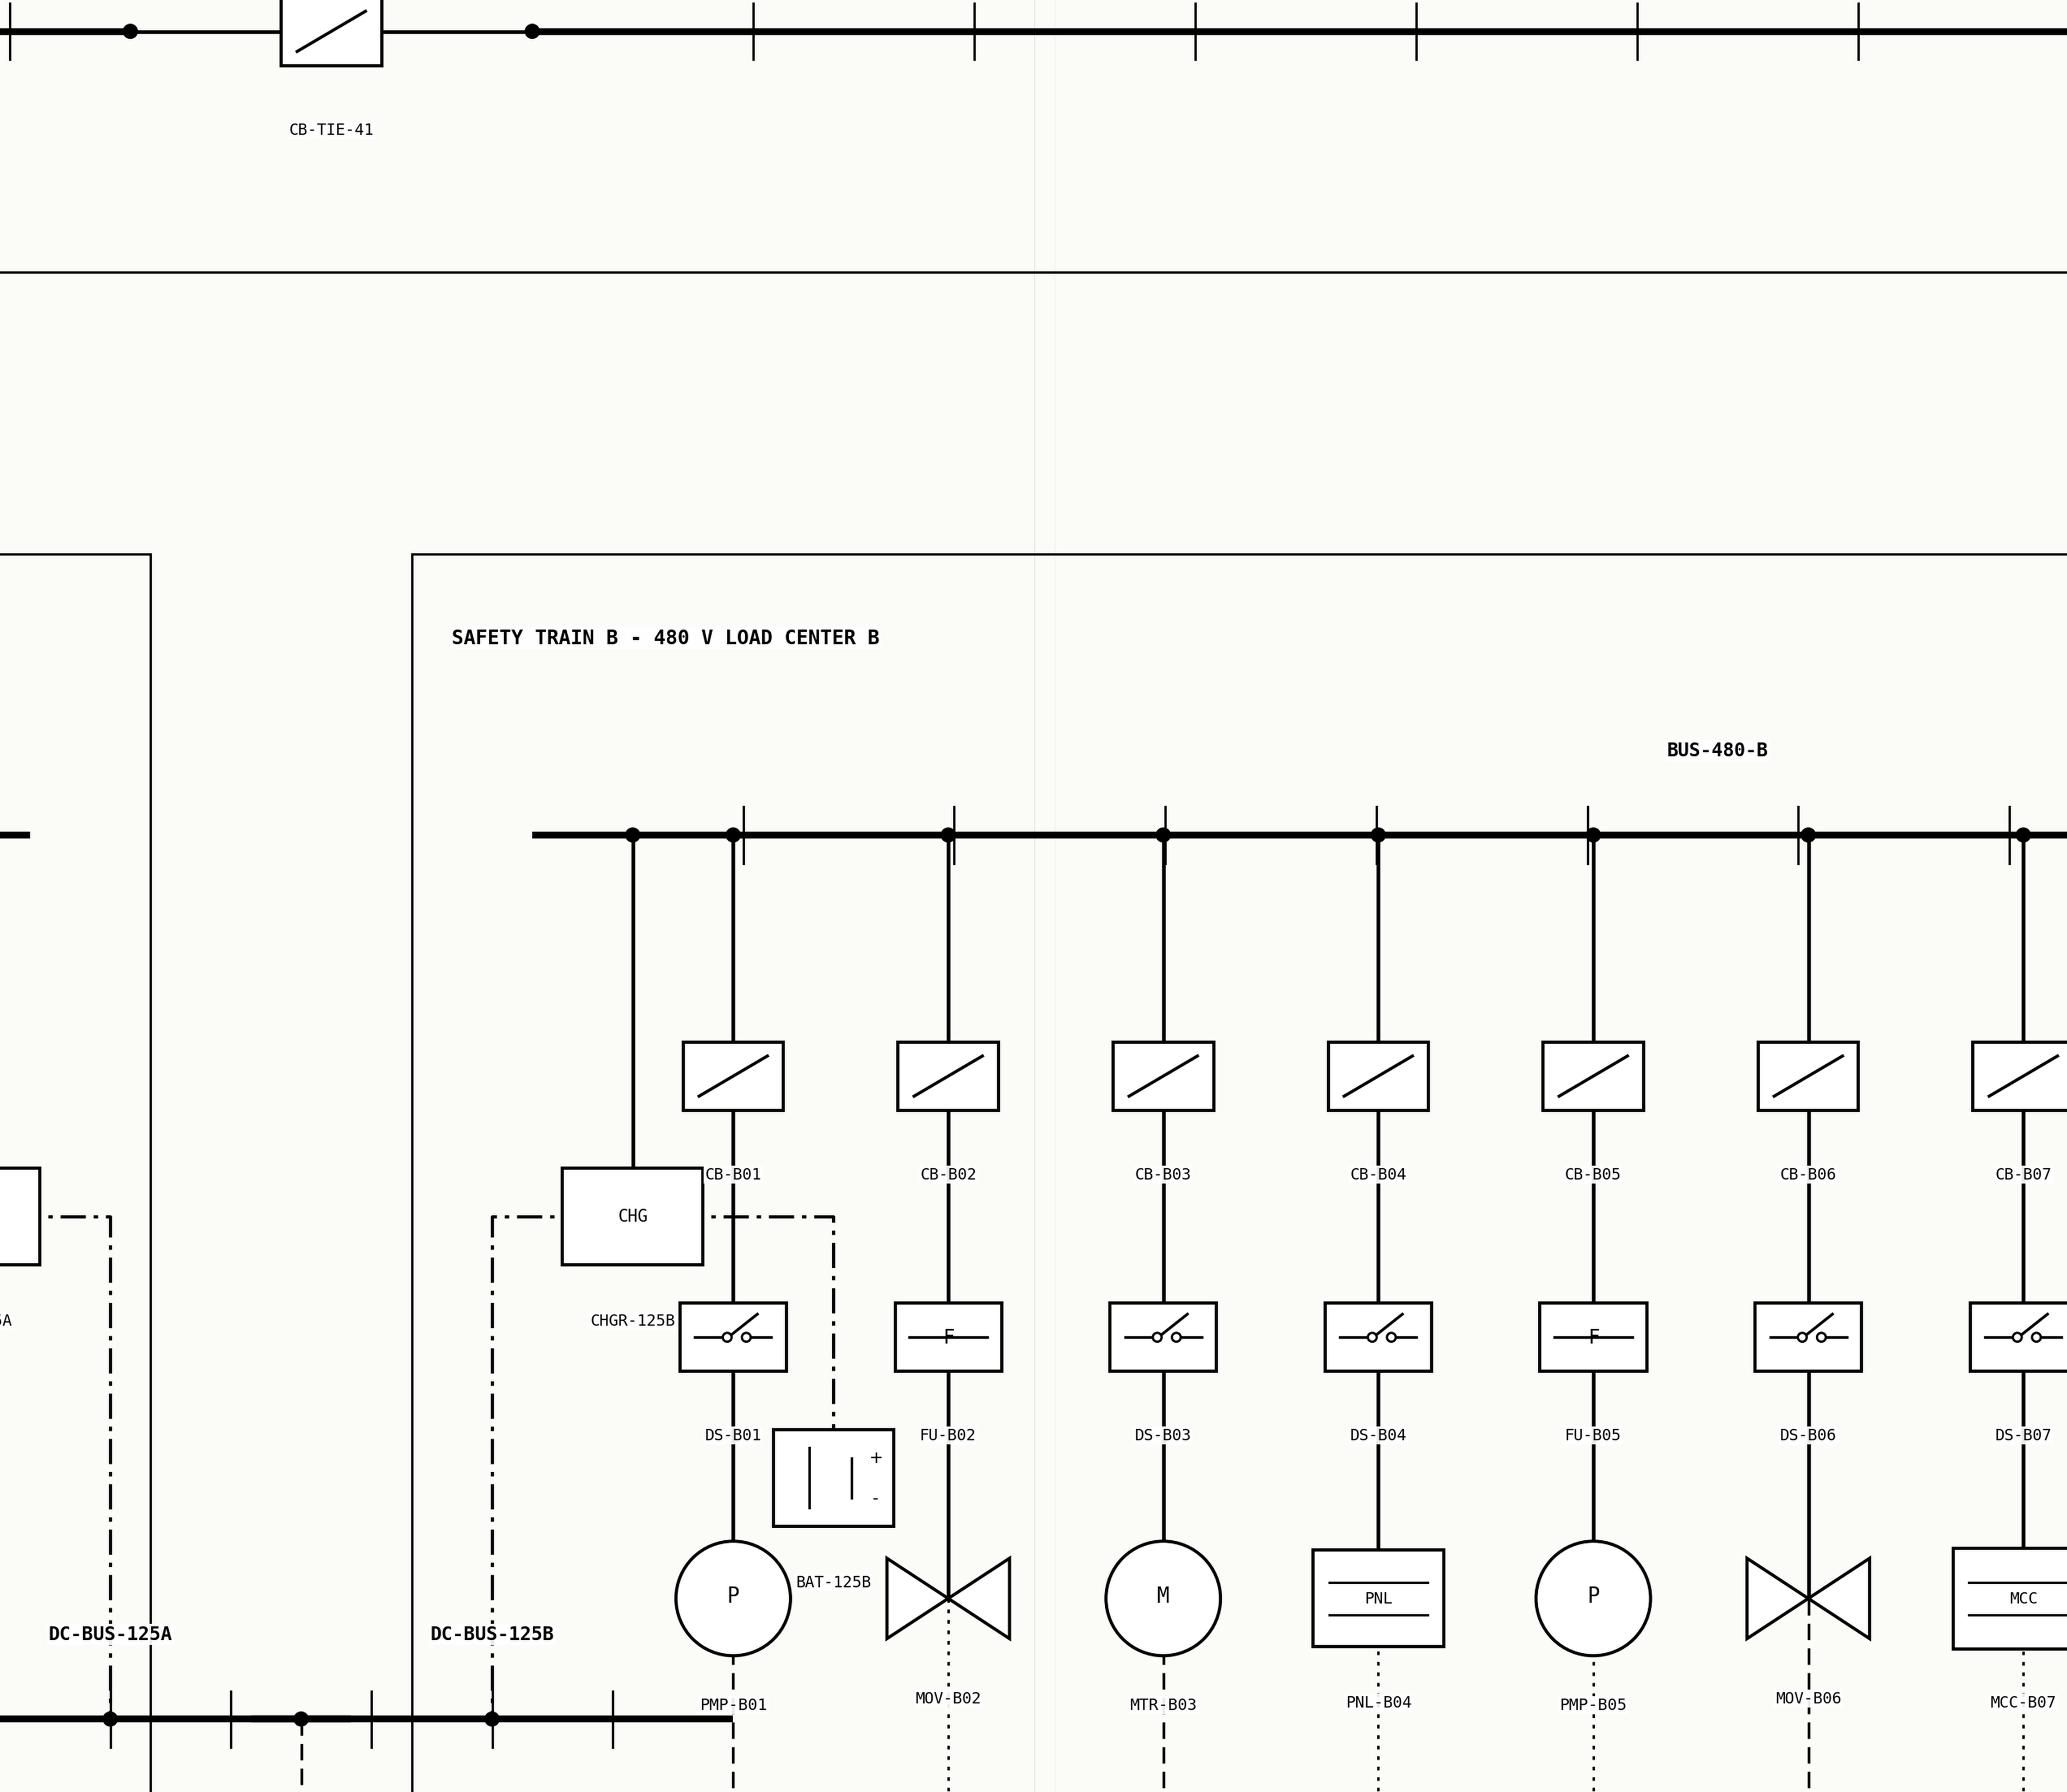 CB-TIE-41
SAFETY TRAIN B - 480 V LOAD CENTER B
BUS-480-B
CB-B01
CB-B02
CB-B03
CB-B04
CB-B05
CB-B06
CB-B07
CHG
5A
CHGR-125B
F
F
DS-B01
FU-B02
DS-B03
DS-B04
FU-B05
DS-B06
DS-B07
+
-
BAT-125B
P
M
PNL
P
MCC
DC-BUS-125A
DC-BUS-125B
PMP-B01
MOV-B02
MTR-B03
PNL-B04
PMP-B05
MOV-B06
MCC-B07